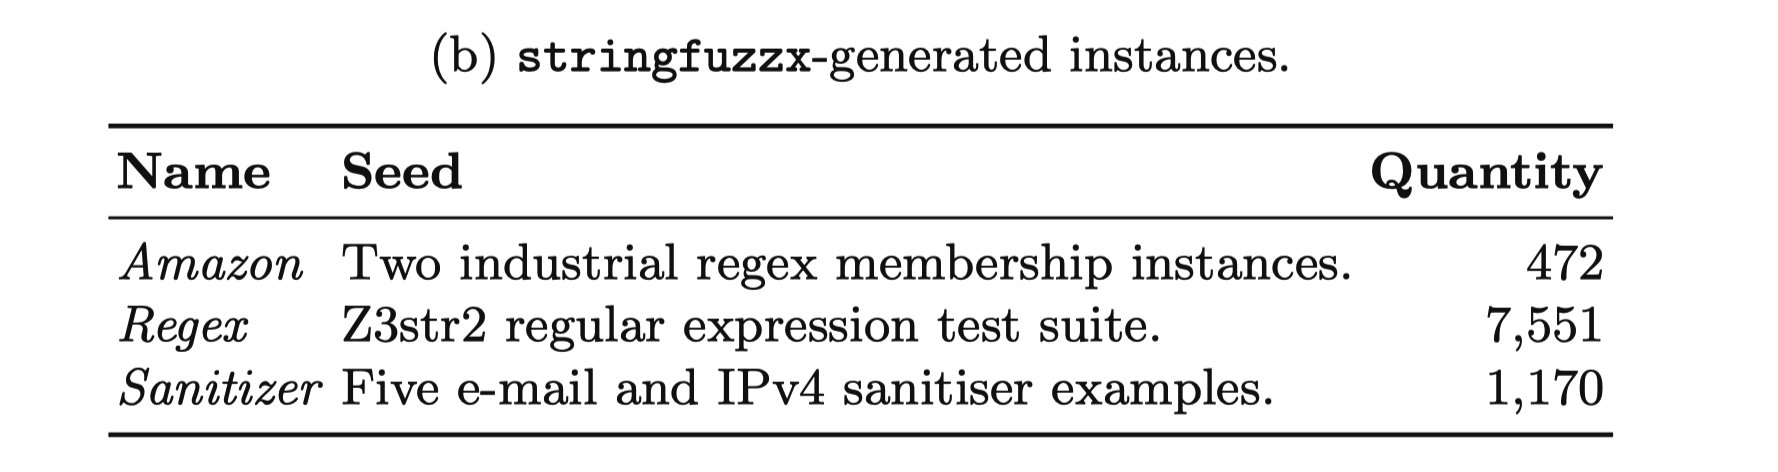 (b) stringfuzzx-generated instances.
Name Seed Quantity
Amazon Two industrial regex membership instances. 472
Regex Z3str2 regular expression test suite. 7,551
Sanitizer Five e-mail and IPv4 sanitiser examples. 1,170